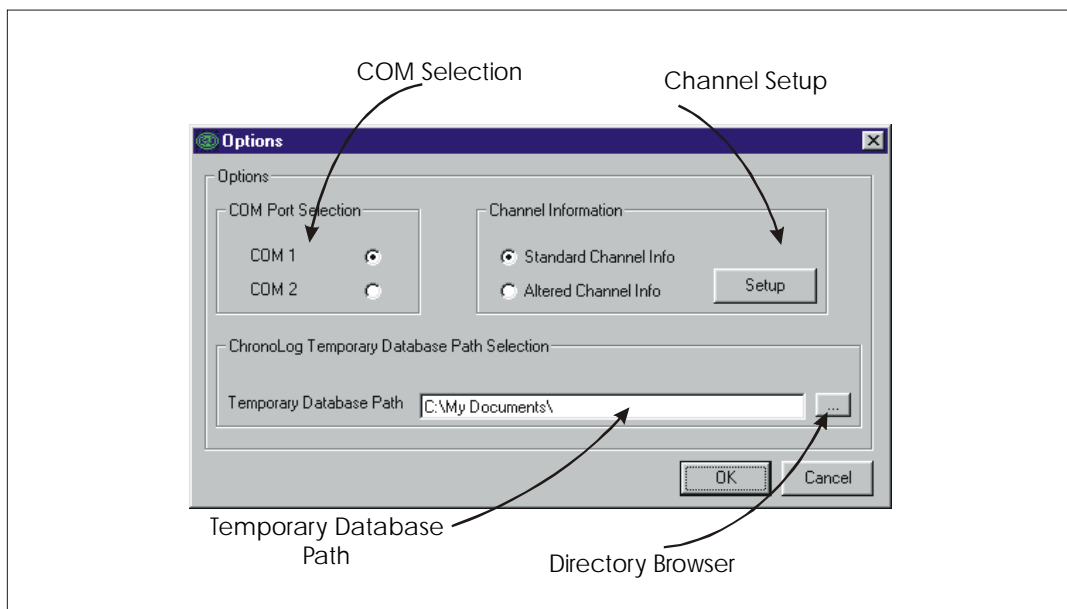 COM Selection
Channel Setup
Options
Options
COM Port Selection
COM 1
COM 2
Channel Information
Standard Channel Info
Altered Channel Info
Setup
ChronoLog Temporary Database Path Selection
Temporary Database Path
C:\My Documents\
...
OK
Cancel
Temporary Database
Path
Directory Browser